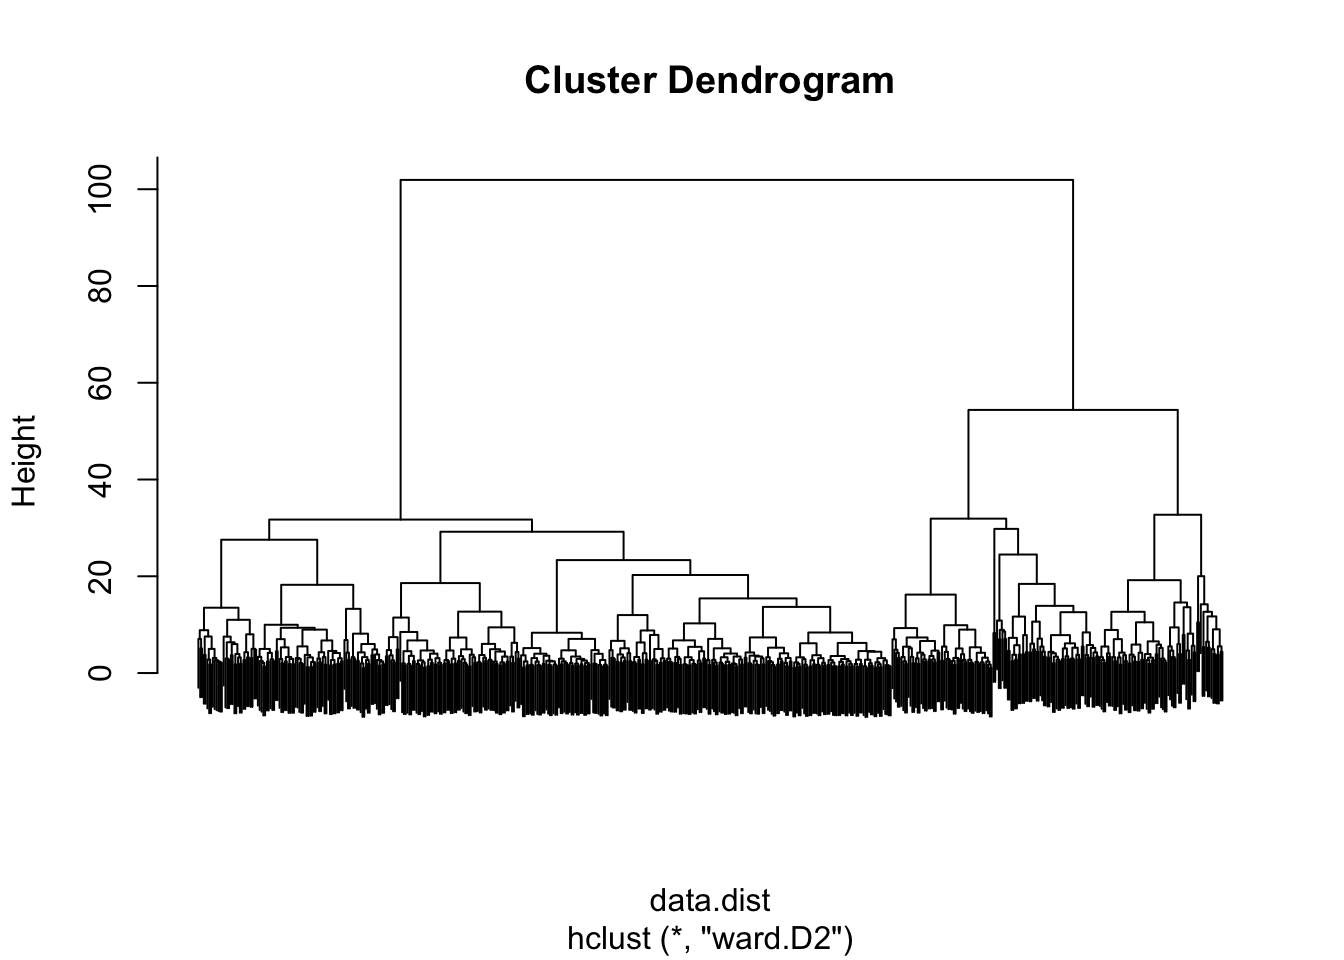 Cluster Dendrogram
Height
100
80
60
40
20
0
data.dist
hclust (*, "ward.D2")